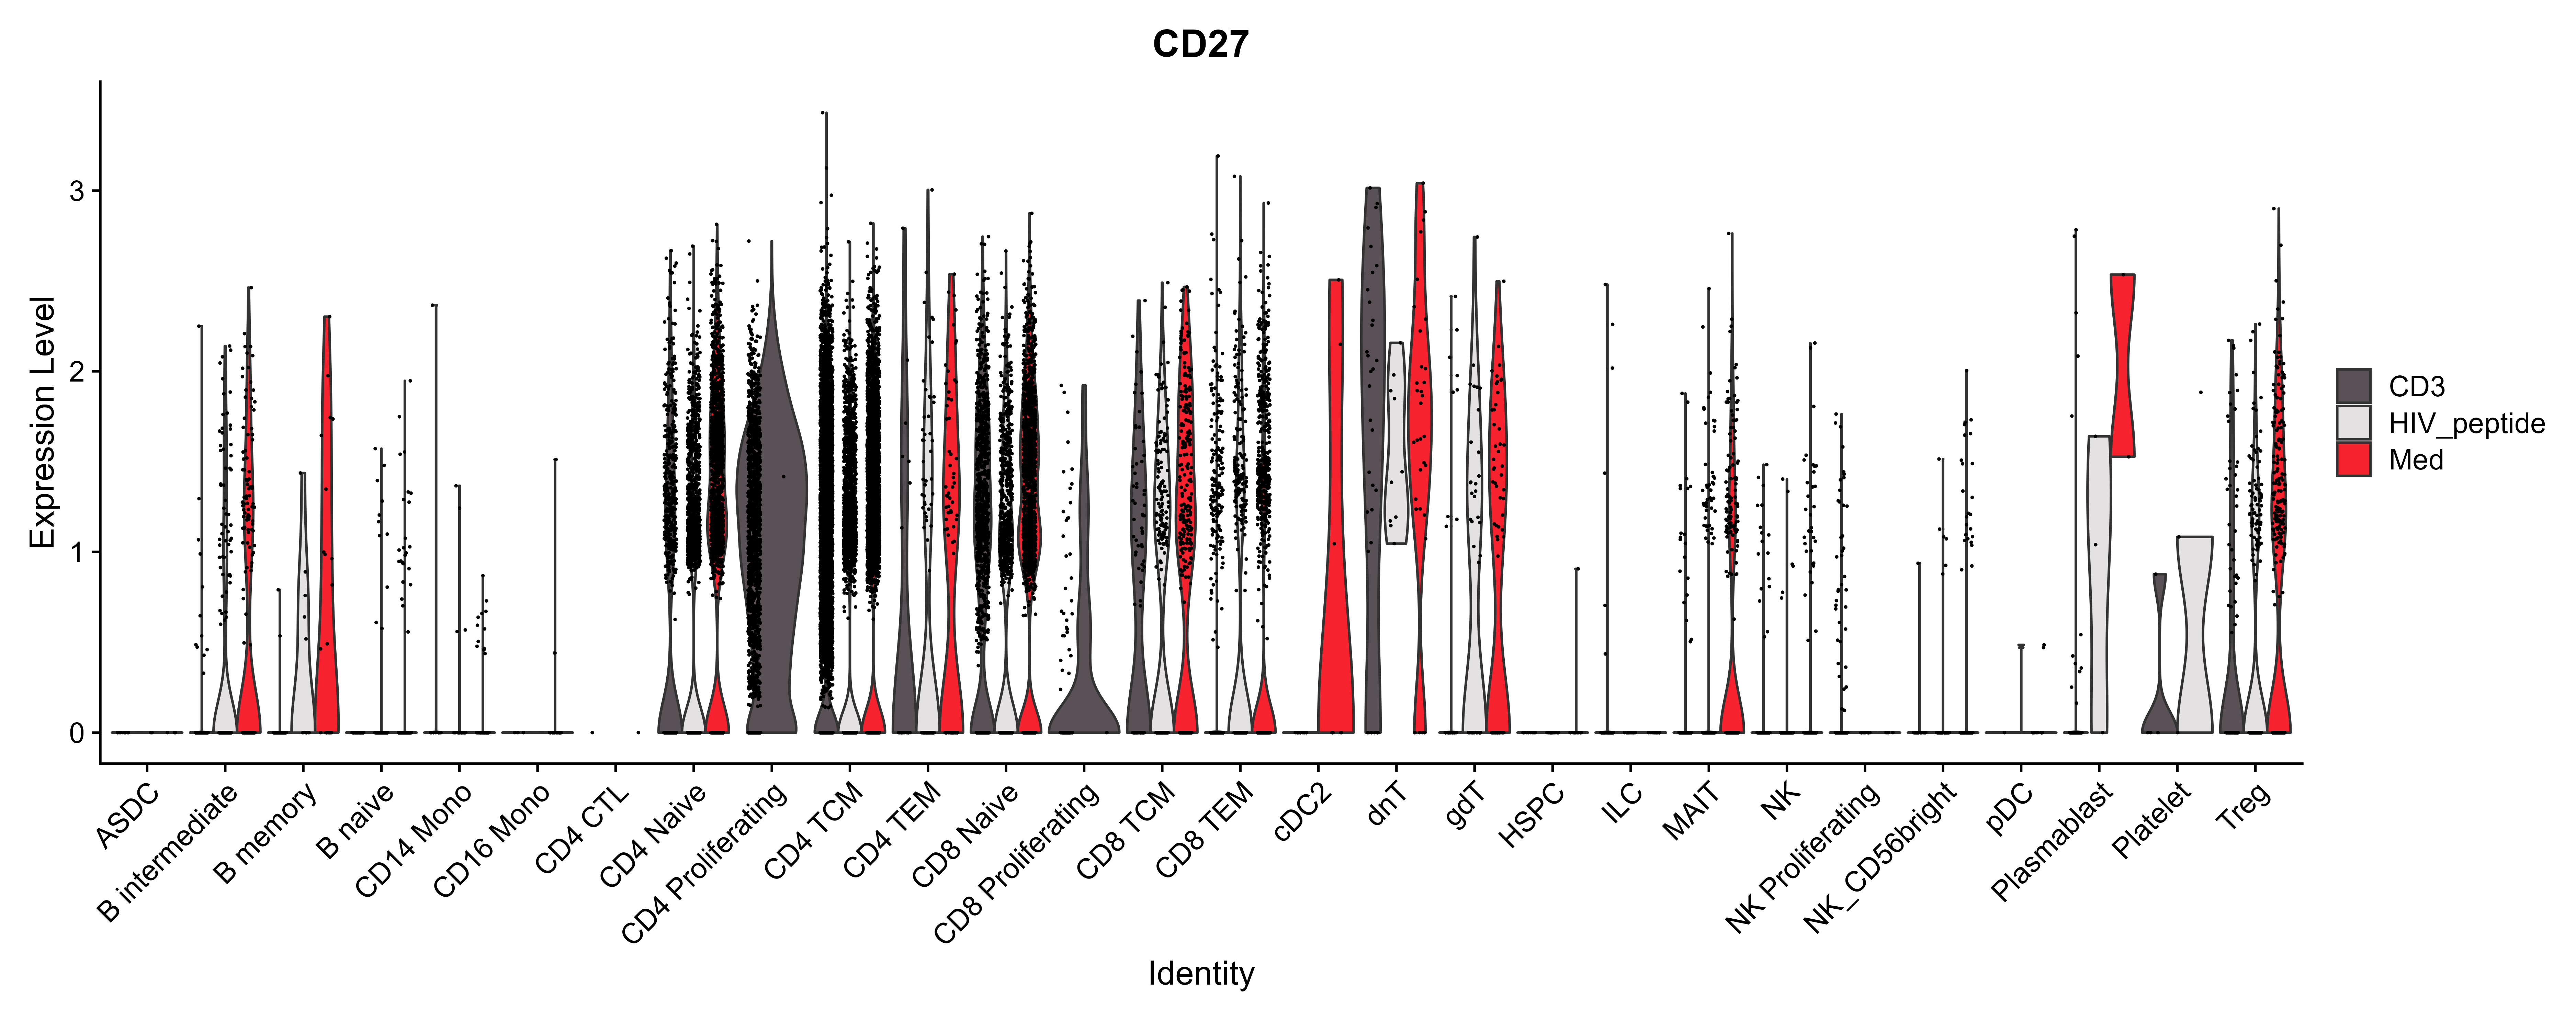 CD27
Expression Level
3
2
1
0
ASDC
B intermediate
B memory
B naive
CD14 Mono
CD16 Mono
CD4 CTL
CD4 Naive
CD4 Proliferating
CD4 TCM
CD4 TEM
CD8 Naive
CD8 Proliferating
CD8 TCM
CD8 TEM
cDC2
dnT
gdT
HSPC
ILC
MAIT
NK
NK Proliferating
NK_CD56bright
pDC
Plasmablast
Platelet
Treg
Identity
CD3
HIV_peptide
Med